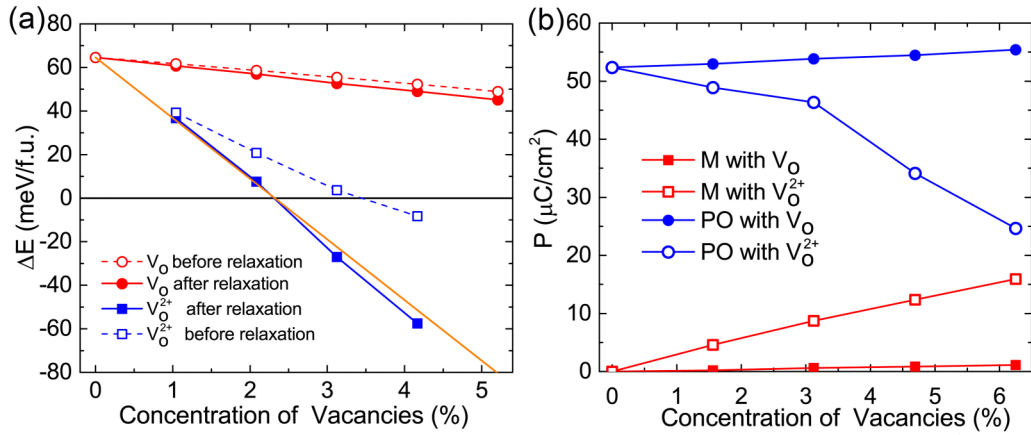 (a)
ΔE (meV/f.u.)
80
60
40
20
0
-20
-40
-60
-80
V_O before relaxation
V_O after relaxation
V_O^2+ after relaxation
V_O^2+ before relaxation
0 1 2 3 4 5
Concentration of Vacancies (%)
(b)
P (μC/cm²)
60
50
40
30
20
10
0
M with V_O
M with V_O^2+
PO with V_O
PO with V_O^2+
0 1 2 3 4 5 6
Concentration of Vacancies (%)